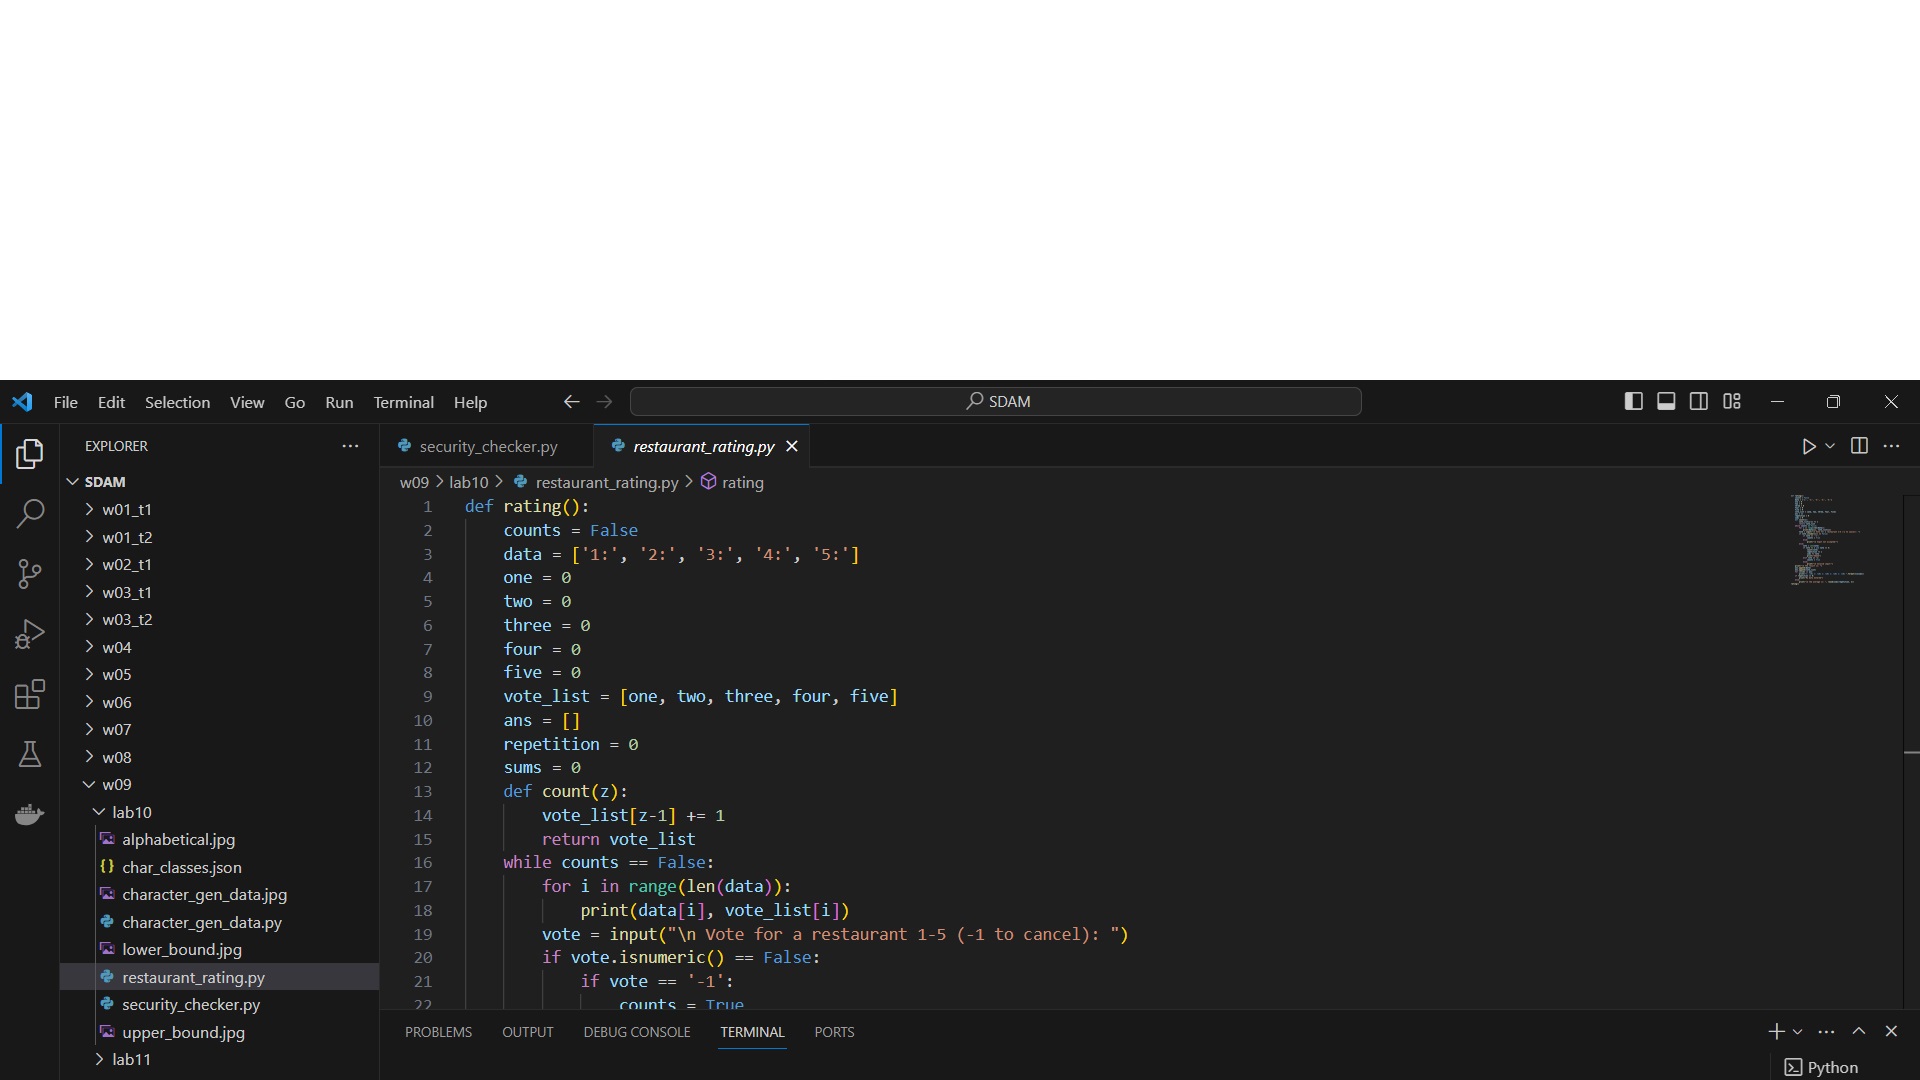 File Edit Selection View Go Run Terminal Help SDAM
EXPLORER
SDAM
w01_t1
w01_t2
w02_t1
w03_t1
w03_t2
w04
w05
w06
w07
w08
w09
lab10
alphabetical.jpg
{} char_classes.json
character_gen_data.jpg
character_gen_data.py
lower_bound.jpg
restaurant_rating.py
security_checker.py
upper_bound.jpg
lab11
security_checker.py restaurant_rating.py
w09 > lab10 > restaurant_rating.py > rating
1 def rating():
2 counts = False
3 data = ['1:', '2:', '3:', '4:', '5:']
4 one = 0
5 two = 0
6 three = 0
7 four = 0
8 five = 0
9 vote_list = [one, two, three, four, five]
10 ans = []
11 repetition = 0
12 sums = 0
13 def count(z):
14 vote_list[z-1] += 1
15 return vote_list
16 while counts == False:
17 for i in range(len(data)):
18 print(data[i], vote_list[i])
19 vote = input("\n Vote for a restaurant 1-5 (-1 to cancel): ")
20 if vote.isnumeric() == False:
21 if vote == '-1':
22 counts = True
PROBLEMS OUTPUT DEBUG CONSOLE TERMINAL PORTS
Python